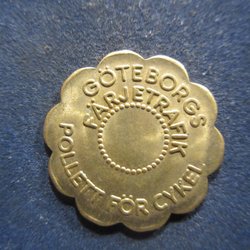 GÖTEBORGS
FÄRJETRAFIK
POLLETT FÖR CYKEL